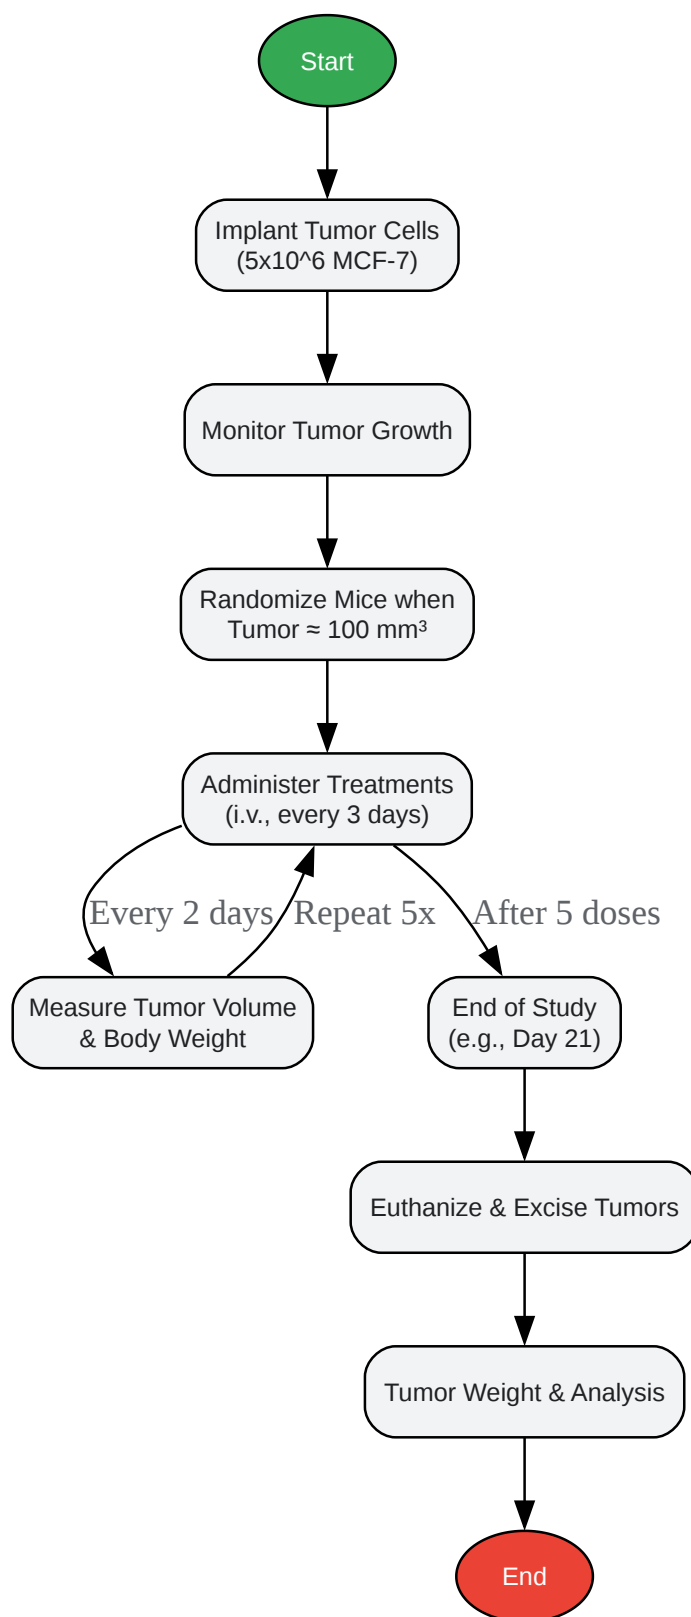 Start
Implant Tumor Cells
(5x10^6 MCF-7)
Monitor Tumor Growth
Randomize Mice when
Tumor ≈ 100 mm³
Administer Treatments
(i.v., every 3 days)
Every 2 days
Repeat 5x
After 5 doses
Measure Tumor Volume
& Body Weight
End of Study
(e.g., Day 21)
Euthanize & Excise Tumors
Tumor Weight & Analysis
End